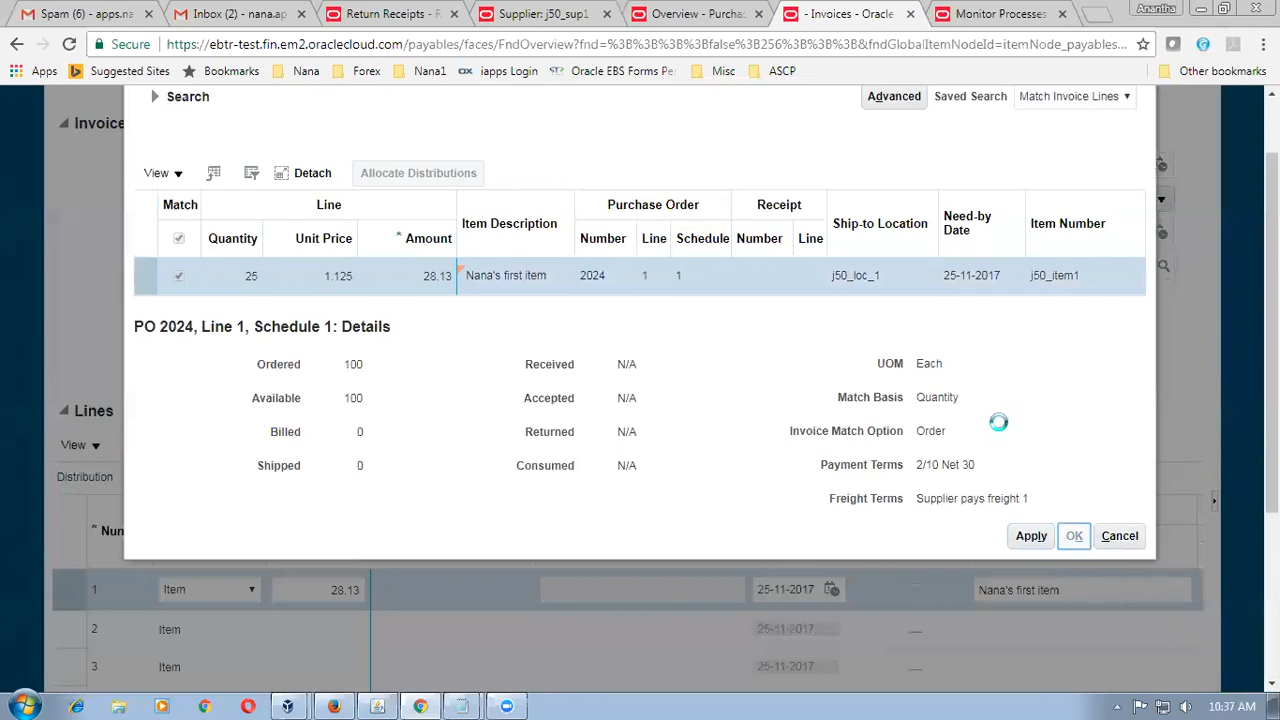 Spam (6) - apps.na
Inbox (2) - nana.ap
Return Receipts - R
Supplier: j50_sup1
Overview - Purcha
- Invoices - Oracle
Monitor Processes
Anantha
Secure
https://ebtr-test.fin.em2.oraclecloud.com/payables/faces/FndOverview?fnd=%3B%3B%3B%3Bfalse%3B256%3B%3B%3B&fndGlobalItemNodeId=itemNode_payables...
Apps
Suggested Sites
Bookmarks
Nana
Forex
Nana1
iapps Login
Oracle EBS Forms Per
Misc
ASCP
Other bookmarks
Search
Advanced
Saved Search
Match Invoice Lines
Invoice
View
Detach
Allocate Distributions
Match
Line
Purchase Order
Receipt
Item Description
Ship-to Location
Need-by Date
Item Number
Quantity
Unit Price
* Amount
Number
Line
Schedule
Number
Line
25 1.125 28.13 Nana's first item 2024 1 1 j50_loc_1 25-11-2017 j50_item1
PO 2024, Line 1, Schedule 1: Details
Ordered 100
Received N/A
UOM Each
Available 100
Accepted N/A
Match Basis Quantity
Billed 0
Returned N/A
Invoice Match Option Order
Shipped 0
Consumed N/A
Payment Terms 2/10 Net 30
Freight Terms Supplier pays freight 1
Apply
OK
Cancel
Lines
View
Distribution
* Num
1 Item 28.13 25-11-2017 Nana's first item
2 Item 25-11-2017
3 Item 25-11-2017
10:37 AM